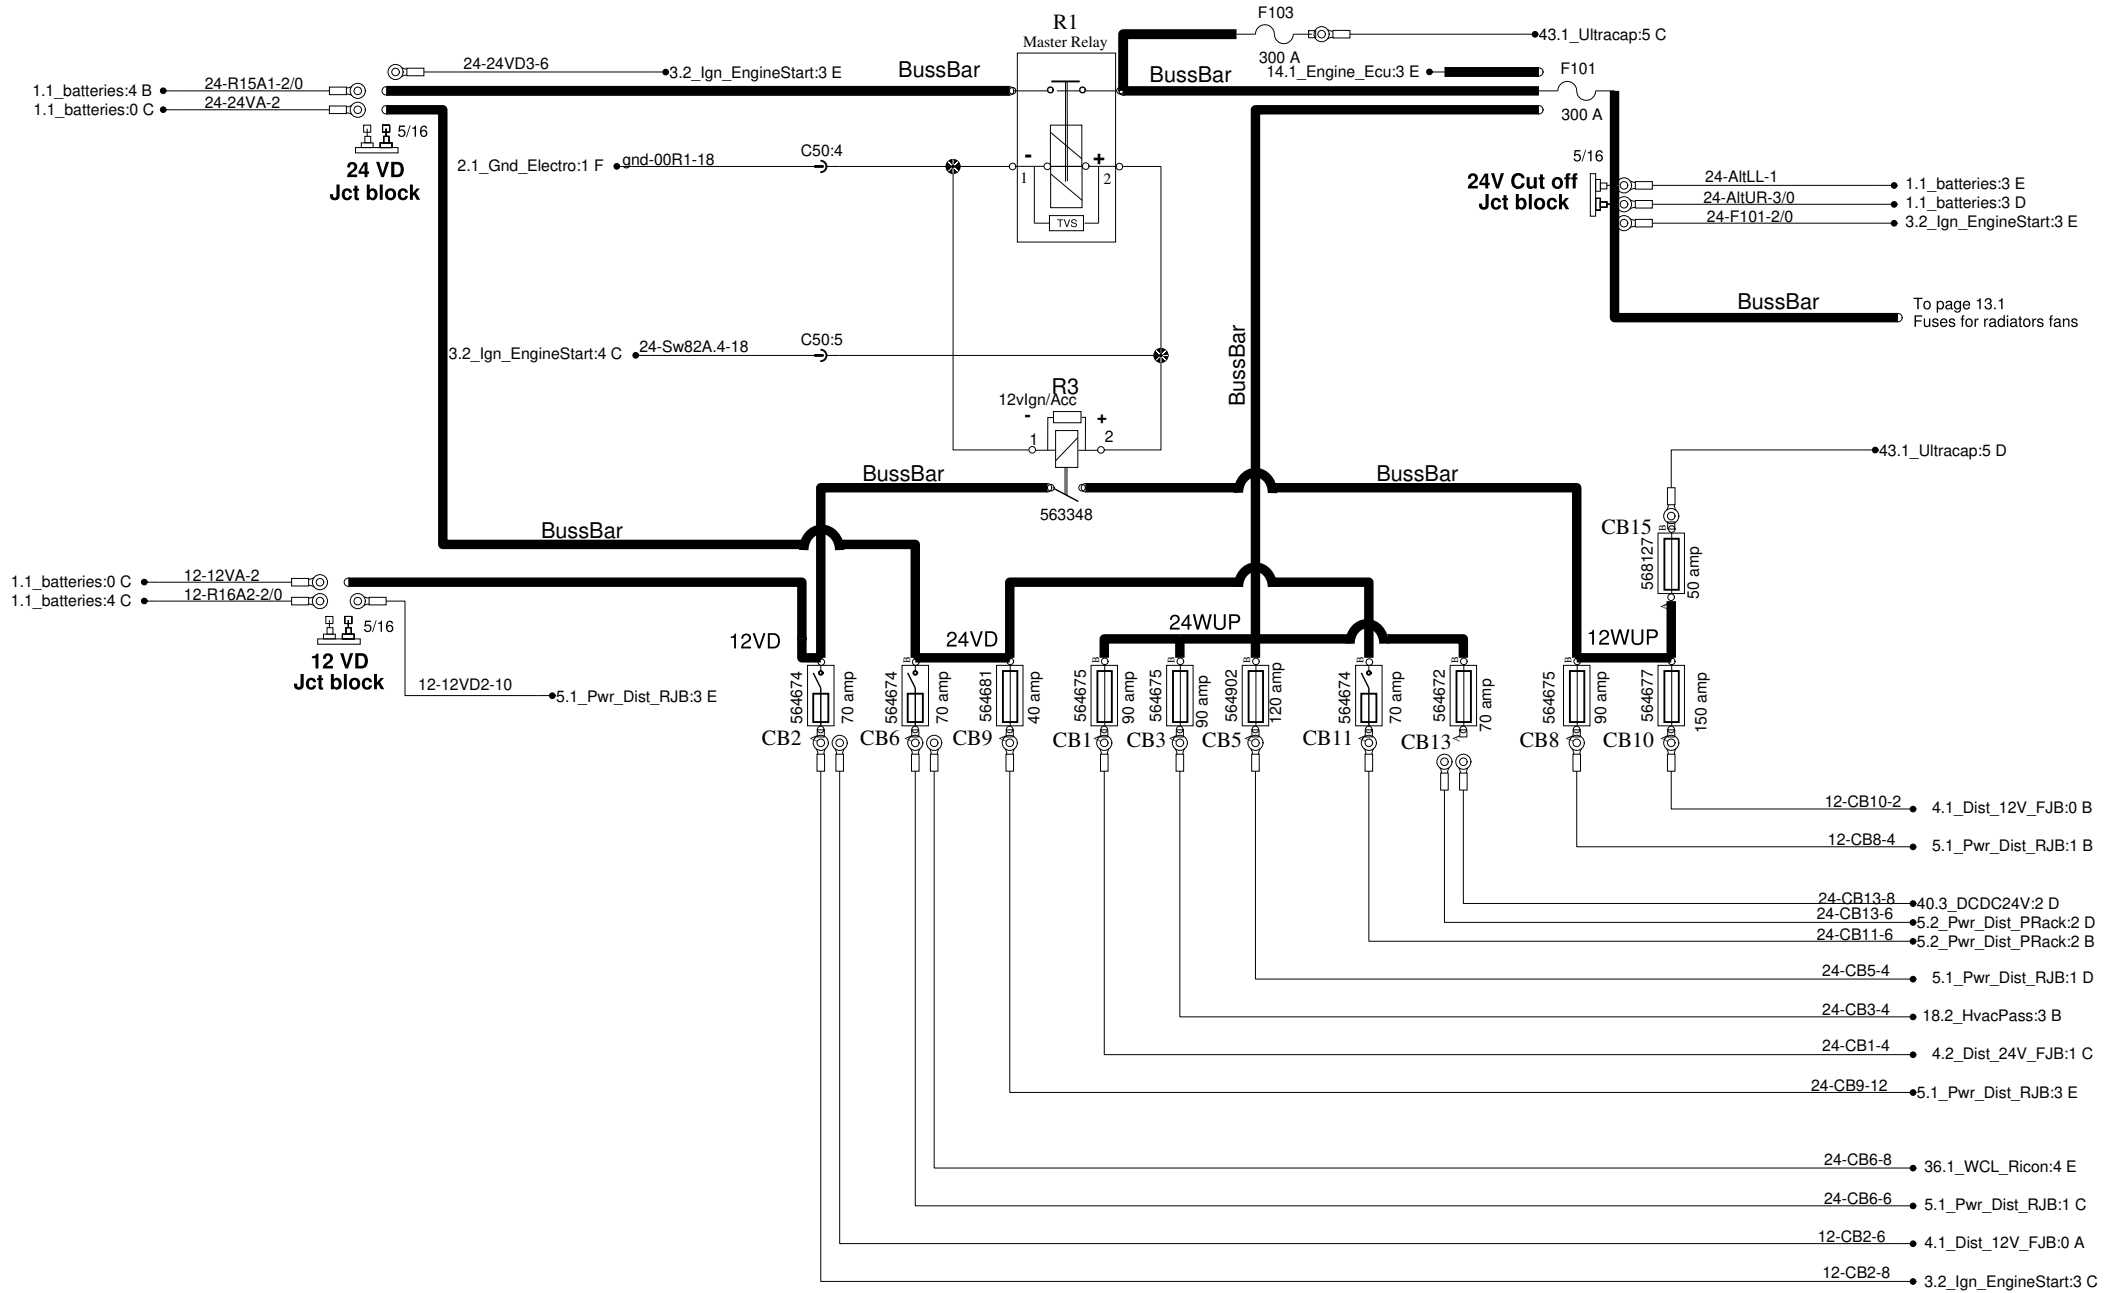 F103
300 A
43.1_Ultracap:5 C
R1
Master Relay
24-24VD3-6
3.2_Ign_EngineStart:3 E
BussBar
BussBar
14.1_Engine_Ecu:3 E
F101
300 A
1.1_batteries:4 B
24-R15A1-2/0
1.1_batteries:0 C
24-24VA-2
5/16
24 VD
Jct block
2.1_Gnd_Electro:1 F
gnd-00R1-18
C50:4
-
+
1
2
TVS
5/16
24V Cut off
Jct block
24-AltLL-1
1.1_batteries:3 E
24-AltUR-3/0
1.1_batteries:3 D
24-F101-2/0
3.2_Ign_EngineStart:3 E
BussBar
To page 13.1
Fuses for radiators fans
3.2_Ign_EngineStart:4 C
24-Sw82A.4-18
C50:5
BussBar
R3
12vIgn/Acc
-
+
1
2
563348
BussBar
BussBar
43.1_Ultracap:5 D
BussBar
CB15
B
568127
50 amp
A
1.1_batteries:0 C
12-12VA-2
1.1_batteries:4 C
12-R16A2-2/0
5/16
12 VD
Jct block
12-12VD2-10
5.1_Pwr_Dist_RJB:3 E
12VD
24VD
24WUP
12WUP
564674
70 amp
CB2
A
B
564674
70 amp
CB6
A
B
564681
40 amp
CB9
A
B
564675
90 amp
CB1
A
B
564675
90 amp
CB3
A
B
564902
120 amp
CB5
A
B
564674
70 amp
CB11
A
B
564672
70 amp
CB13
A
B
564675
90 amp
CB8
A
564677
150 amp
CB10
A
12-CB10-2
4.1_Dist_12V_FJB:0 B
12-CB8-4
5.1_Pwr_Dist_RJB:1 B
24-CB13-8
40.3_DCDC24V:2 D
24-CB13-6
5.2_Pwr_Dist_PRack:2 D
24-CB11-6
5.2_Pwr_Dist_PRack:2 B
24-CB5-4
5.1_Pwr_Dist_RJB:1 D
24-CB3-4
18.2_HvacPass:3 B
24-CB1-4
4.2_Dist_24V_FJB:1 C
24-CB9-12
5.1_Pwr_Dist_RJB:3 E
24-CB6-8
36.1_WCL_Ricon:4 E
24-CB6-6
5.1_Pwr_Dist_RJB:1 C
12-CB2-6
4.1_Dist_12V_FJB:0 A
12-CB2-8
3.2_Ign_EngineStart:3 C